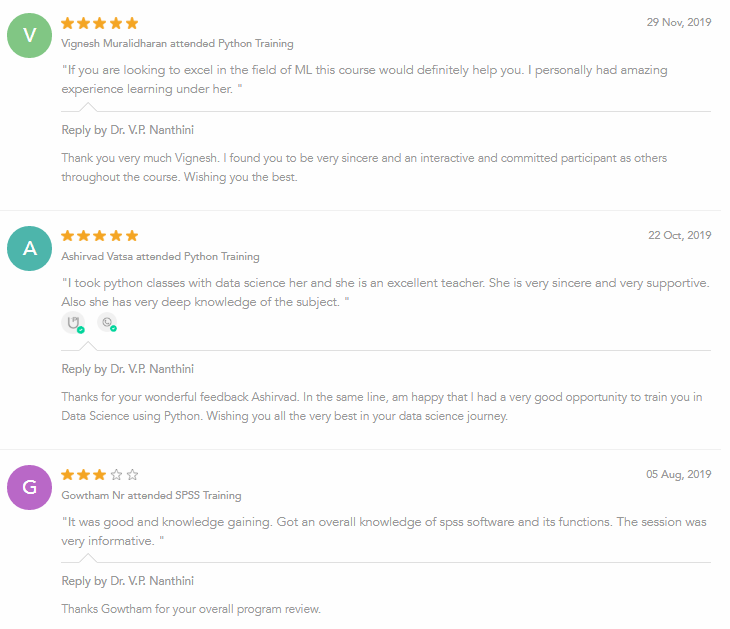 V
29 Nov, 2019
Vignesh Muralidharan attended Python Training
"If you are looking to excel in the field of ML this course would definitely help you. I personally had amazing
experience learning under her. "
Reply by Dr. V.P. Nanthini
Thank you very much Vignesh. I found you to be very sincere and an interactive and committed participant as others
throughout the course. Wishing you the best.
A
22 Oct, 2019
Ashirvad Vatsa attended Python Training
"I took python classes with data science her and she is an excellent teacher. She is very sincere and very supportive.
Also she has very deep knowledge of the subject. "
Reply by Dr. V.P. Nanthini
Thanks for your wonderful feedback Ashirvad. In the same line, am happy that I had a very good opportunity to train you in
Data Science using Python. Wishing you all the very best in your data science journey.
G
05 Aug, 2019
Gowtham Nr attended SPSS Training
"It was good and knowledge gaining. Got an overall knowledge of spss software and its functions. The session was
very informative. "
Reply by Dr. V.P. Nanthini
Thanks Gowtham for your overall program review.